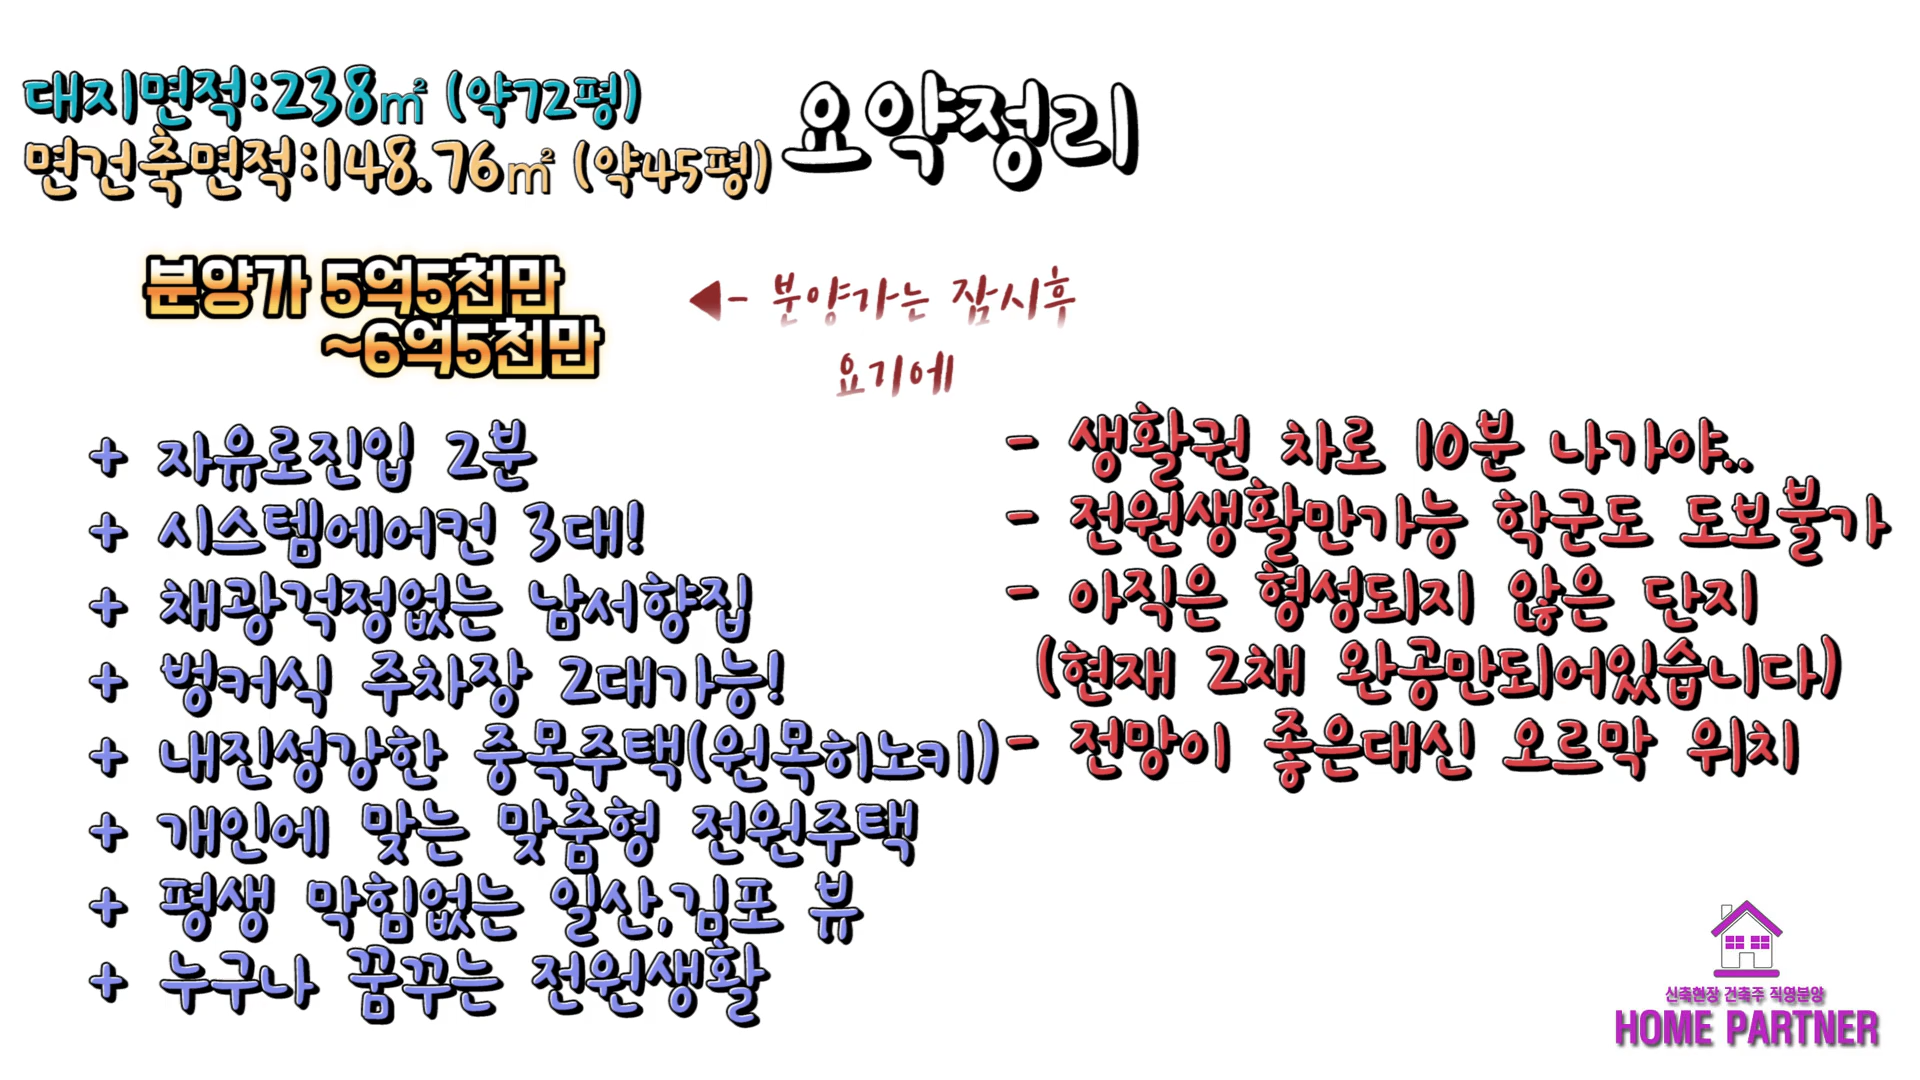 대지면적:238㎡ (약72평)
면건축면적:148.76㎡ (약45평)
요약정리
분양가 5억5천만
~6억5천만
◀- 분양가는 잠시후
요기에
+ 자유로진입 2분
+ 시스템에어컨 3대!
+ 채광걱정없는 남서향집
+ 벙커식 주차장 2대가능!
+ 내진성강한 중목주택(원목히노키)
+ 개인에 맞는 맞춤형 전원주택
+ 평생 막힘없는 일산,김포 뷰
+ 누구나 꿈꾸는 전원생활
- 생활권 차로 10분 나가야..
- 전원생활만가능 학군도 도보불가
- 아직은 형성되지 않은 단지
(현재 2채 완공만되어있습니다)
- 전망이 좋은대신 오르막 위치
신축현장 건축주 직영분양
HOME PARTNER